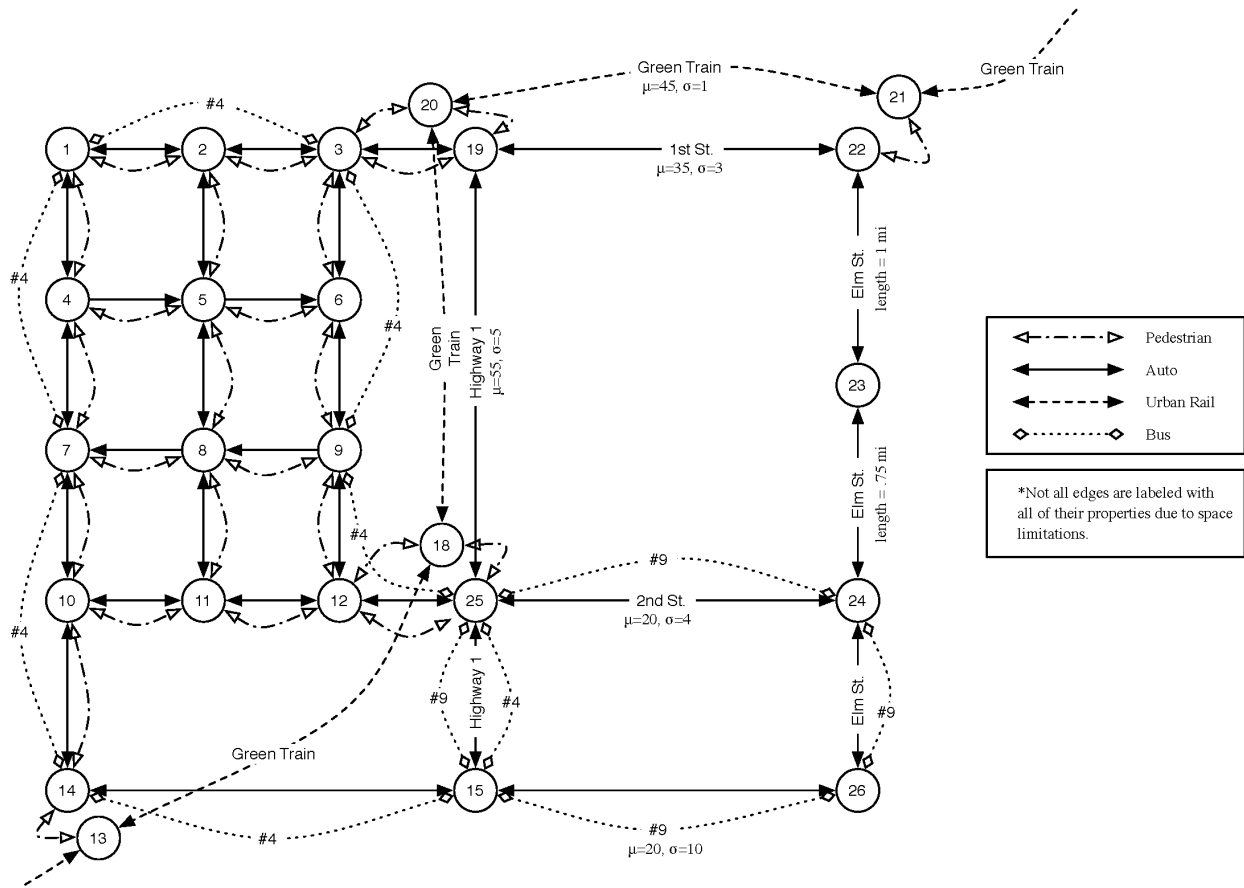 Green Train
μ=45, σ=1
Green Train
#4
20
21
1
2
3
19
1st St.
μ=35, σ=3
22
#4
Elm St.
length = 1 mi
4
5
6
#4
Green
Train
Highway 1
μ=55, σ=5
23
Pedestrian
Auto
Urban Rail
Bus
7
8
9
Elm St.
length = .75 mi
*Not all edges are labeled with
all of their properties due to space
limitations.
#4
18
#9
10
11
12
25
2nd St.
μ=20, σ=4
24
#4
#9
Highway 1
#4
Elm St.
#9
Green Train
14
15
26
13
#4
#9
μ=20, σ=10